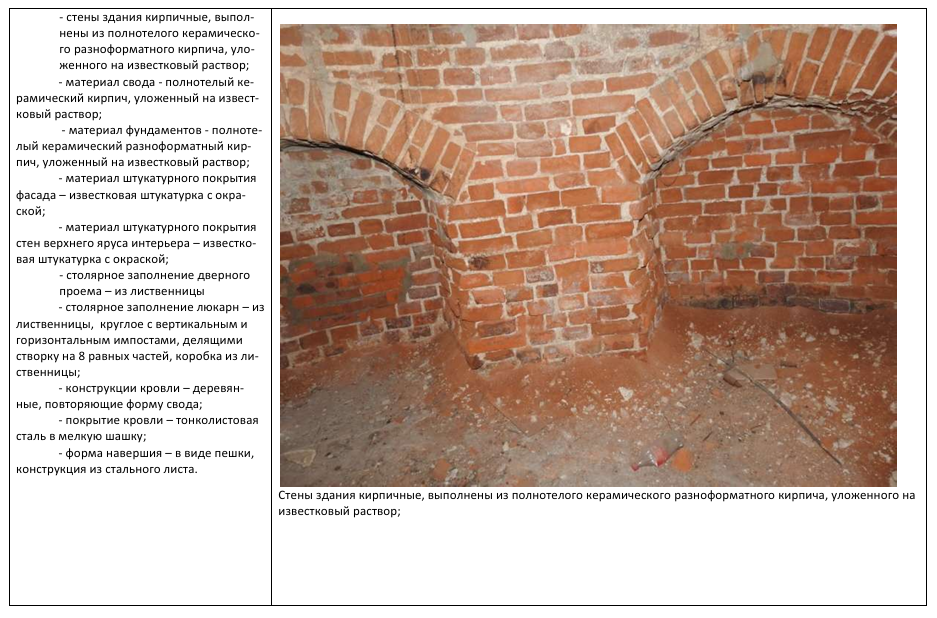 - стены здания кирпичные, выпол-
нены из полнотелого керамическо-
го разноформатного кирпича, уло-
женного на известковый раствор;
- материал свода - полнотелый ке-
рамический кирпич, уложенный на извест-
ковый раствор;
- материал фундаментов - полноте-
лый керамический разноформатный кир-
пич, уложенный на известковый раствор;
- материал штукатурного покрытия
фасада – известковая штукатурка с окра-
ской;
- материал штукатурного покрытия
стен верхнего яруса интерьера – известко-
вая штукатурка с окраской;
- столярное заполнение дверного
проема – из лиственницы
- столярное заполнение люкарн – из
лиственницы, круглое с вертикальным и
горизонтальным импостами, делящими
створку на 8 равных частей, коробка из ли-
ственницы;
- конструкции кровли – деревян-
ные, повторяющие форму свода;
- покрытие кровли – тонколистовая
сталь в мелкую шашку;
- форма навершия – в виде пешки,
конструкция из стального листа.
Стены здания кирпичные, выполнены из полнотелого керамического разноформатного кирпича, уложенного на
известковый раствор;